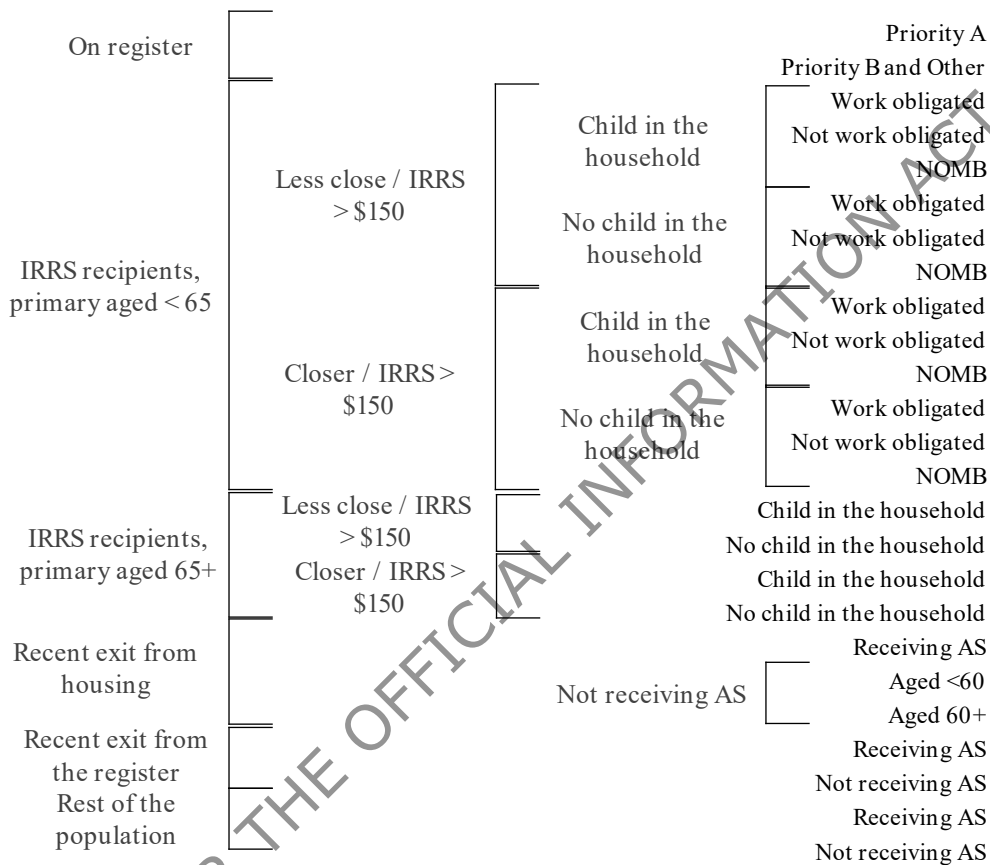 On register
Priority A
Priority B and Other
IRRS recipients,
primary aged < 65
Less close / IRRS
> $150
Child in the
household
Work obligated
Not work obligated
NOMB
No child in the
household
Work obligated
Not work obligated
NOMB
Closer / IRRS >
$150
Child in the
household
Work obligated
Not work obligated
NOMB
No child in the
household
Work obligated
Not work obligated
NOMB
IRRS recipients,
primary aged 65+
Less close / IRRS
> $150
Child in the household
No child in the household
Closer / IRRS >
$150
Child in the household
No child in the household
Recent exit from
housing
Receiving AS
Not receiving AS
Aged <60
Aged 60+
Recent exit from
the register
Receiving AS
Not receiving AS
Rest of the
population
Receiving AS
Not receiving AS
THE OFFICIAL INFORMATION ACT